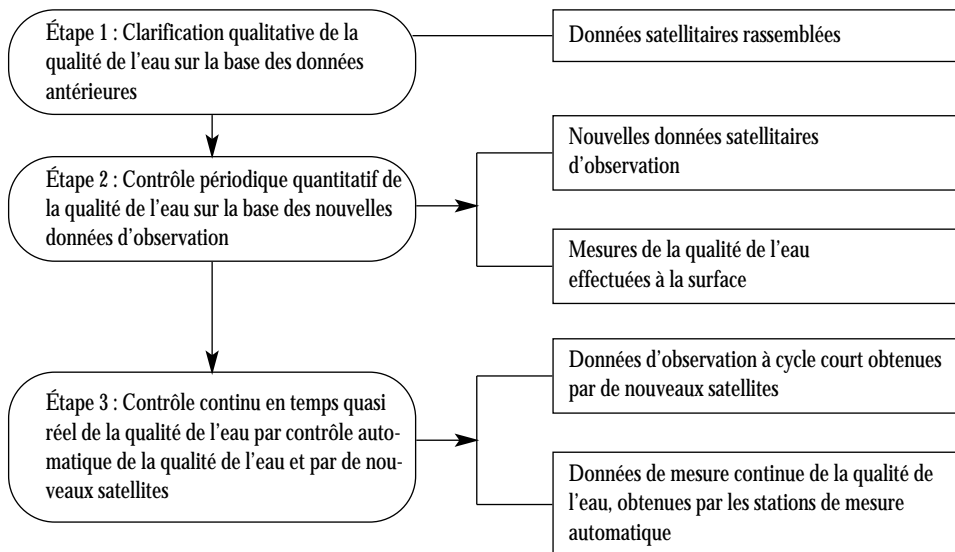 Étape 1 : Clarification qualitative de la
qualité de l'eau sur la base des données
antérieures
Données satellitaires rassemblées
Étape 2 : Contrôle périodique quantitatif de
la qualité de l'eau sur la base des nouvelles
données d'observation
Nouvelles données satellitaires
d'observation
Mesures de la qualité de l'eau
effectuées à la surface
Étape 3 : Contrôle continu en temps quasi
réel de la qualité de l'eau par contrôle auto-
matique de la qualité de l'eau et par de nou-
veaux satellites
Données d'observation à cycle court obtenues
par de nouveaux satellites
Données de mesure continue de la qualité de
l'eau, obtenues par les stations de mesure
automatique